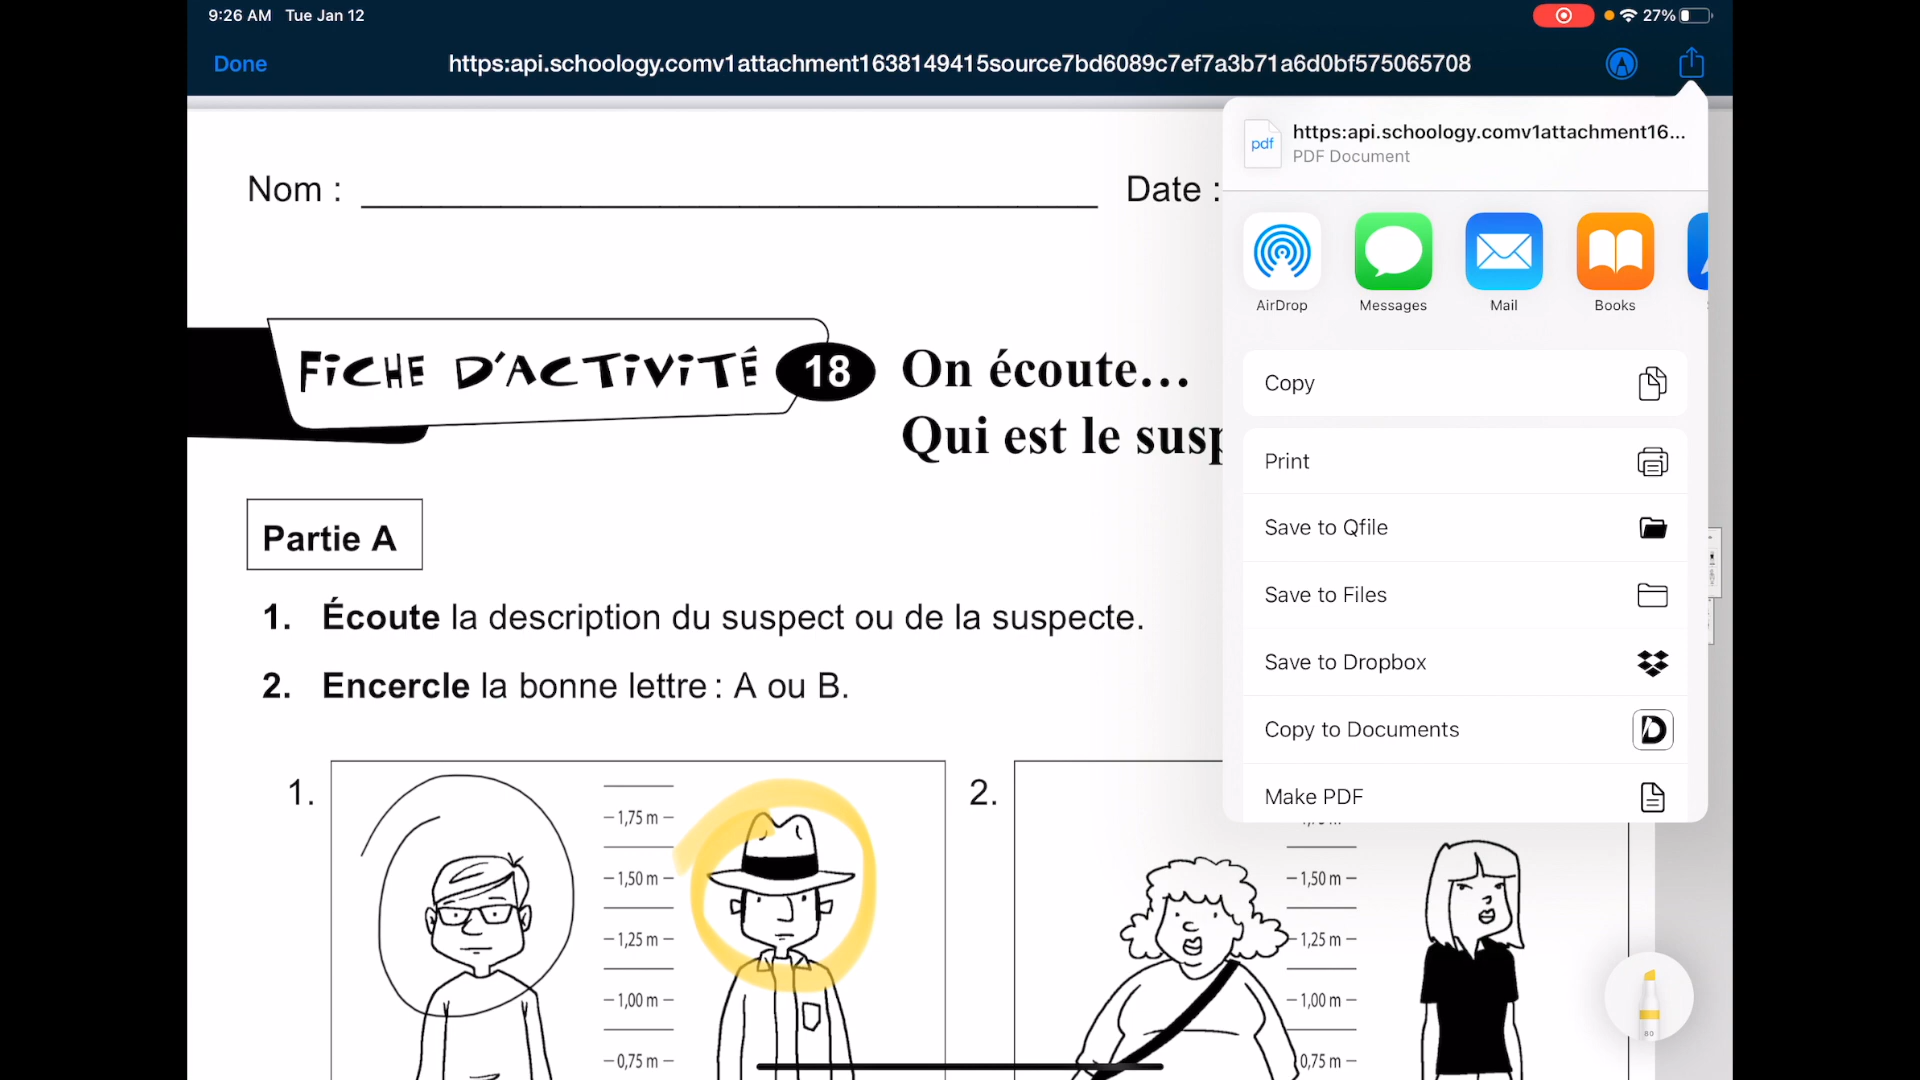 9:26 AM Tue Jan 12
27%
Done
https:api.schoology.comv1attachment1638149415source7bd6089c7ef7a3b71a6d0bf575065708
pdf
https:api.schoology.comv1attachment16...
PDF Document
Nom :
Date :
AirDrop
Messages
Mail
Books
FiCHE D'ACTiViTÉ 18
On écoute...
Qui est le susp
Copy
Print
Save to Qfile
Save to Files
Save to Dropbox
Copy to Documents
Make PDF
Partie A
1. Écoute la description du suspect ou de la suspecte.
2. Encercle la bonne lettre : A ou B.
1.
1,75 m
1,50 m
1,25 m
1,00 m
0,75 m
2.
1,50 m
1,25 m
1,00 m
0,75 m
80